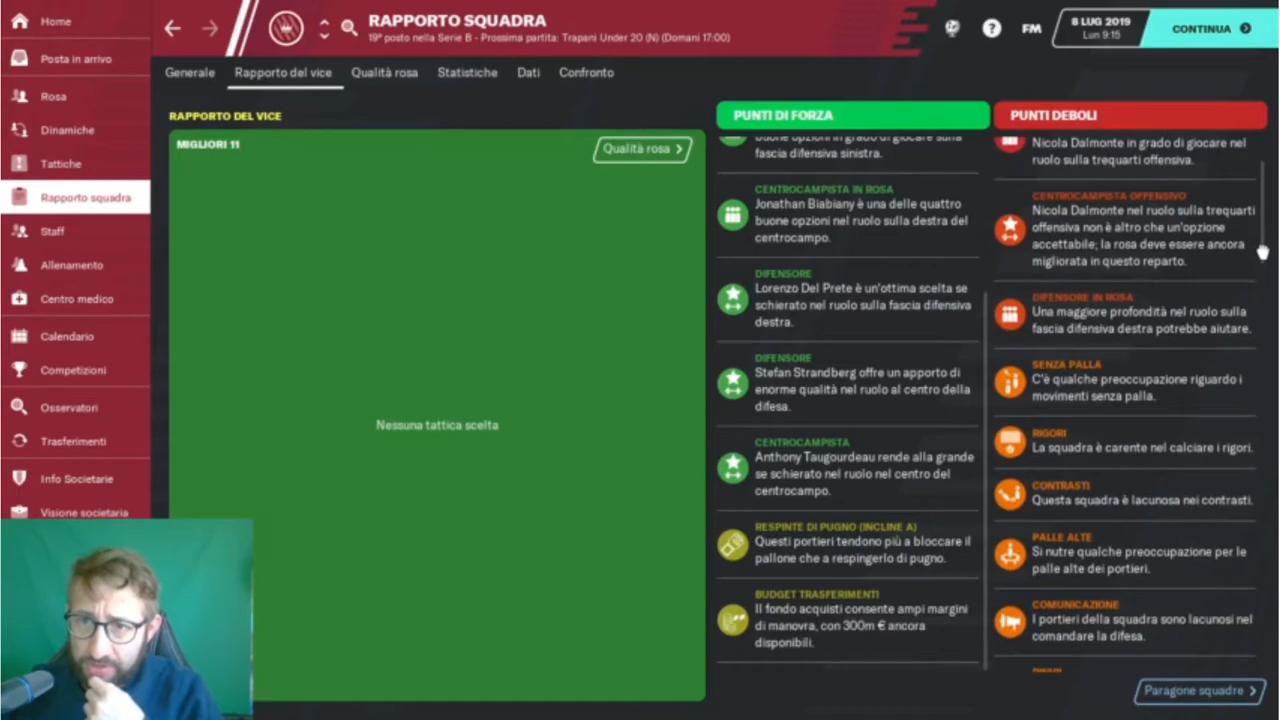 Home
Posta in arrivo
Rosa
Dinamiche
Tattiche
Rapporto squadra
Staff
Allenamento
Centro medico
Calendario
Competizioni
Osservatori
Trasferimenti
Info Societarie
Visione societaria
RAPPORTO SQUADRA
19° posto nella Serie B - Prossima partita: Trapani Under 20 (N) (Domani 17:00)
?
FM
8 LUG 2019
Lun 9:15
CONTINUA
Generale
Rapporto del vice
Qualità rosa
Statistiche
Dati
Confronto
RAPPORTO DEL VICE
MIGLIORI 11
Qualità rosa
Nessuna tattica scelta
PUNTI DI FORZA
buone opzioni in grado di giocare sulla
fascia difensiva sinistra.
CENTROCAMPISTA IN ROSA
Jonathan Biabiany è una delle quattro
buone opzioni nel ruolo sulla destra del
centrocampo.
DIFENSORE
Lorenzo Del Prete è un'ottima scelta se
schierato nel ruolo sulla fascia difensiva
destra.
DIFENSORE
Stefan Strandberg offre un apporto di
enorme qualità nel ruolo al centro della
difesa.
CENTROCAMPISTA
Anthony Taugourdeau rende alla grande
se schierato nel ruolo nel centro del
centrocampo.
RESPINTE DI PUGNO (INCLINE A)
Questi portieri tendono più a bloccare il
pallone che a respingerlo di pugno.
BUDGET TRASFERIMENTI
Il fondo acquisti consente ampi margini
di manovra, con 300m € ancora
disponibili.
PUNTI DEBOLI
Nicola Dalmonte in grado di giocare nel
ruolo sulla trequarti offensiva.
CENTROCAMPISTA OFFENSIVO
Nicola Dalmonte nel ruolo sulla trequarti
offensiva non è altro che un'opzione
accettabile; la rosa deve essere ancora
migliorata in questo reparto.
DIFENSORE IN ROSA
Una maggiore profondità nel ruolo sulla
fascia difensiva destra potrebbe aiutare.
SENZA PALLA
C'è qualche preoccupazione riguardo i
movimenti senza palla.
RIGORI
La squadra è carente nel calciare i rigori.
CONTRASTI
Questa squadra è lacunosa nei contrasti.
PALLE ALTE
Si nutre qualche preoccupazione per le
palle alte dei portieri.
COMUNICAZIONE
I portieri della squadra sono lacunosi nel
comandare la difesa.
Paragone squadre